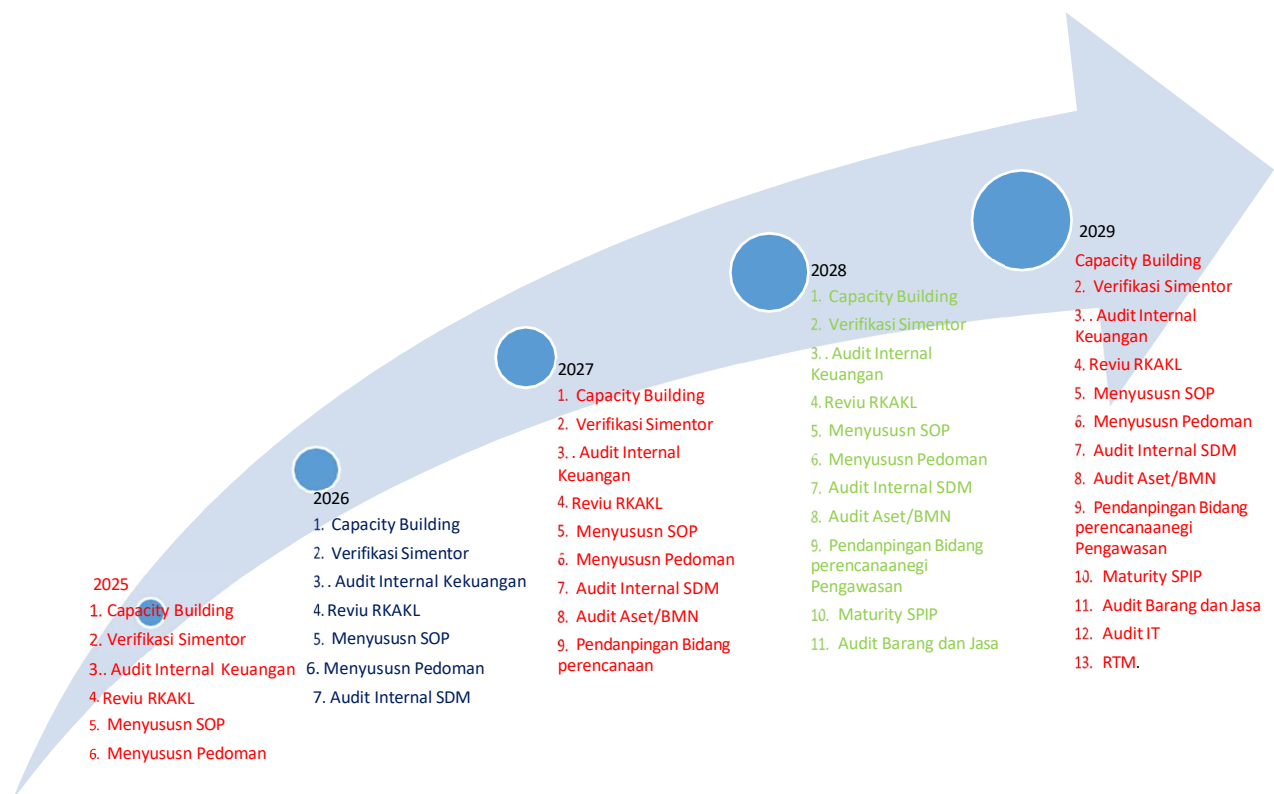 2025
1. Capacity Building
2. Verifikasi Simentor
3.. Audit Internal Keuangan
4. Reviu RKAKL
5. Menyususn SOP
6. Menyususn Pedoman
2026
1. Capacity Building
2. Verifikasi Simentor
3. . Audit Internal Kekuangan
4. Reviu RKAKL
5. Menyususn SOP
6. Menyususn Pedoman
7. Audit Internal SDM
2027
1. Capacity Building
2. Verifikasi Simentor
3. . Audit Internal
Keuangan
4. Reviu RKAKL
5. Menyususn SOP
6. Menyususn Pedoman
7. Audit Internal SDM
8. Audit Aset/BMN
9. Pendanpingan Bidang
perencanaan
2028
1. Capacity Building
2. Verifikasi Simentor
3. . Audit Internal
Keuangan
4. Reviu RKAKL
5. Menyususn SOP
6. Menyususn Pedoman
7. Audit Internal SDM
8. Audit Aset/BMN
9. Pendanpingan Bidang
perencanaanegi
Pengawasan
10. Maturity SPIP
11. Audit Barang dan Jasa
2029
Capacity Building
2. Verifikasi Simentor
3. . Audit Internal
Keuangan
4. Reviu RKAKL
5. Menyususn SOP
6. Menyususn Pedoman
7. Audit Internal SDM
8. Audit Aset/BMN
9. Pendanpingan Bidang
perencanaanegi
Pengawasan
10. Maturity SPIP
11. Audit Barang dan Jasa
12. Audit IT
13. RTM.